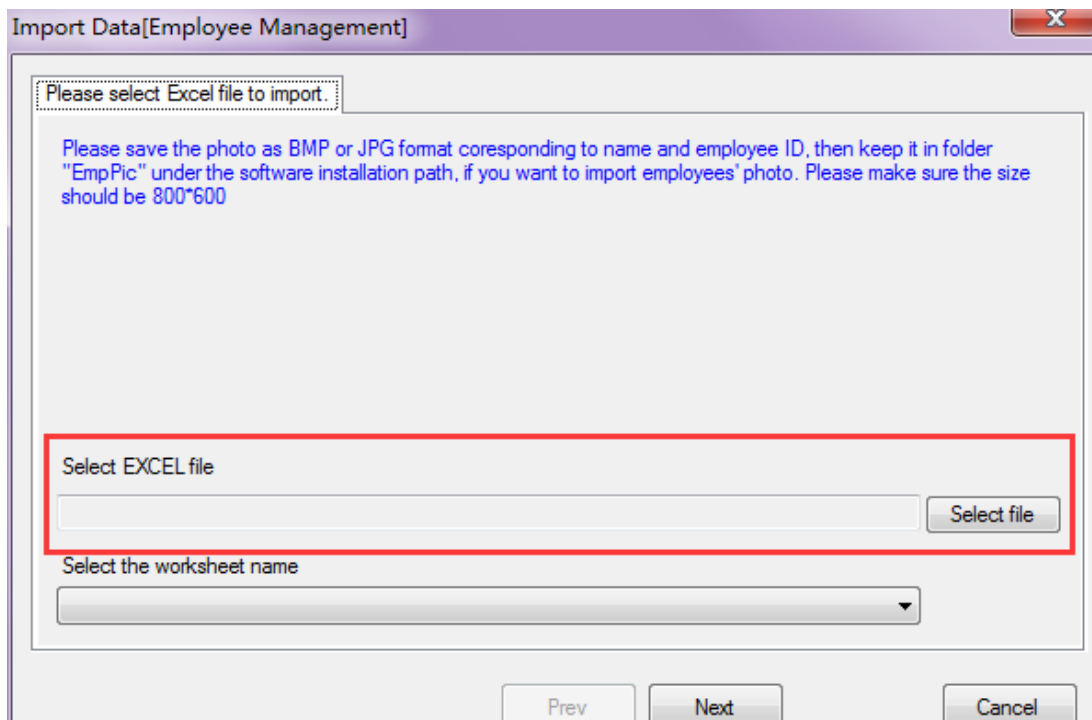 Import Data[Employee Management]
X
Please select Excel file to import.
Please save the photo as BMP or JPG format coresponding to name and employee ID, then keep it in folder
"EmpPic" under the software installation path, if you want to import employees' photo. Please make sure the size
should be 800*600
Select EXCEL file
Select file
Select the worksheet name
Prev
Next
Cancel